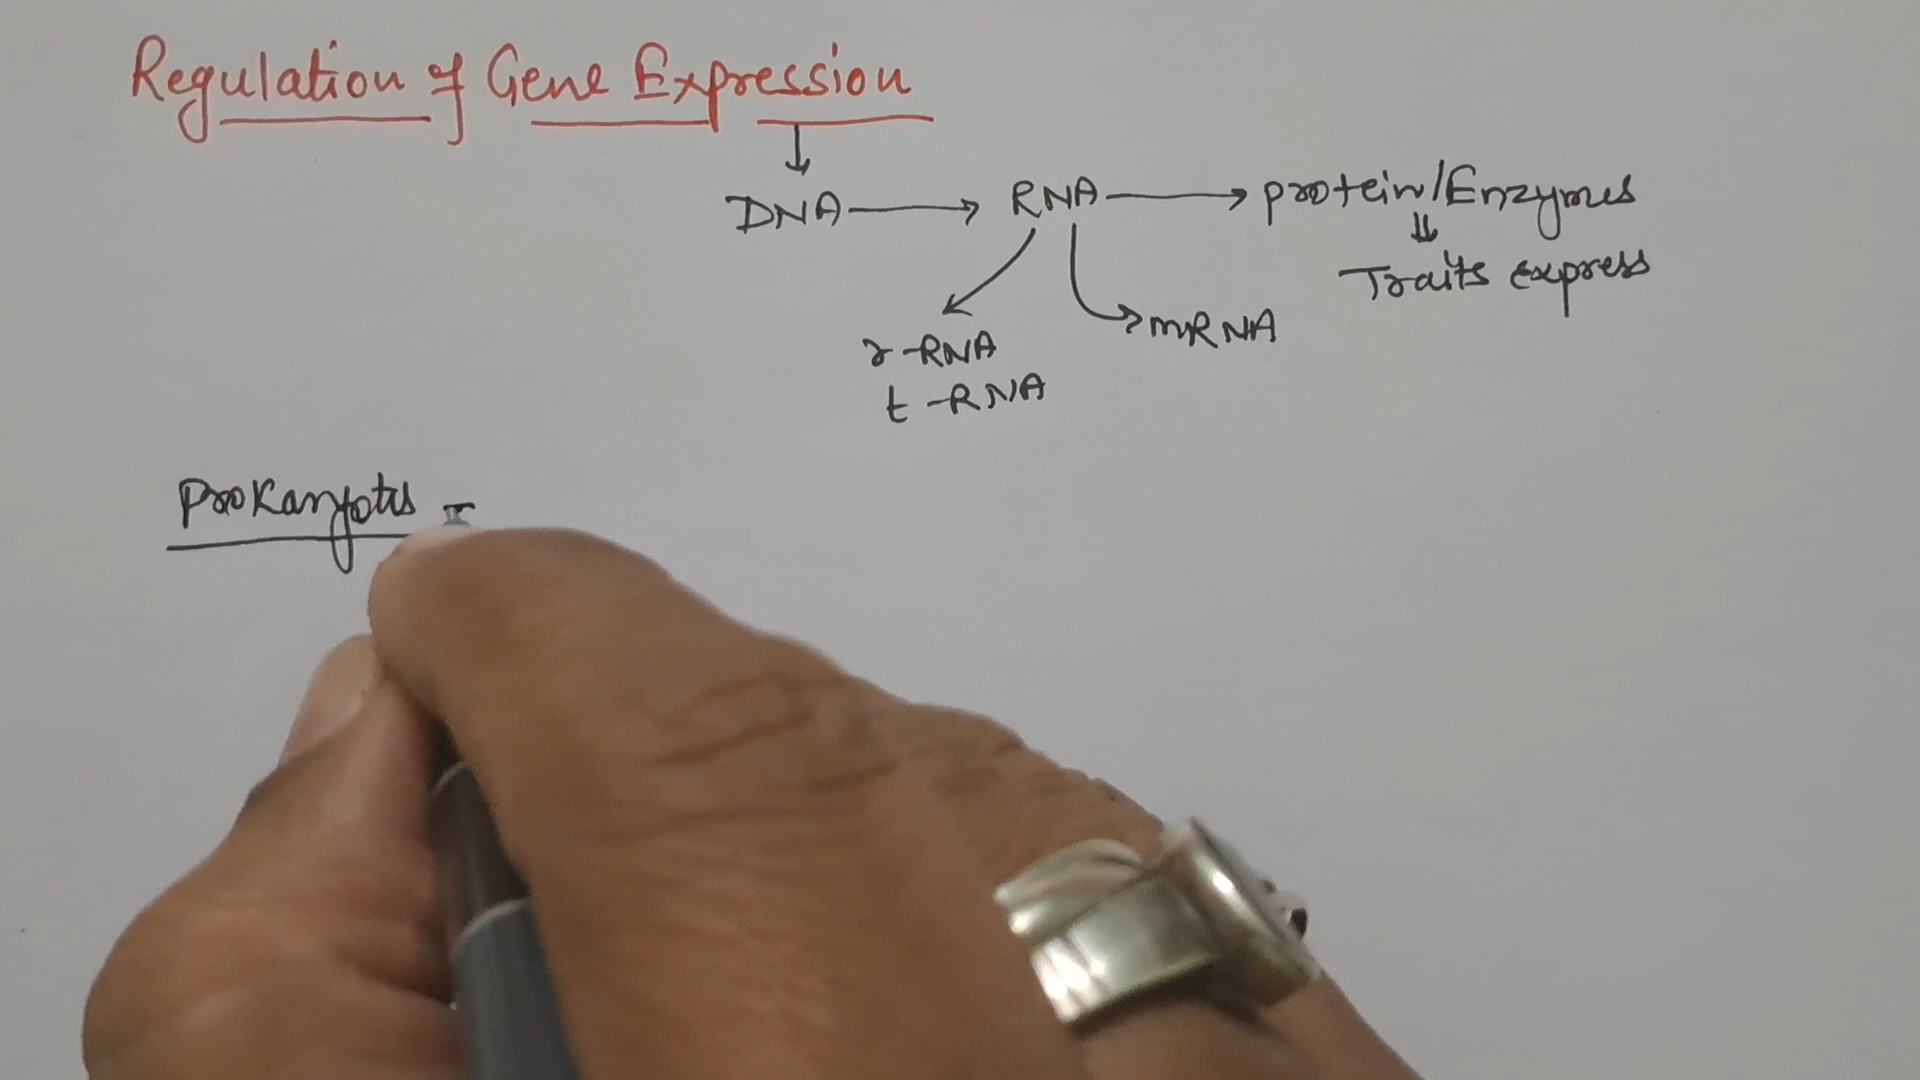 Regulation of Gene Expression
DNA → RNA → protein/Enzymes
Traits express
r-RNA
mRNA
t-RNA
Prokaryotes